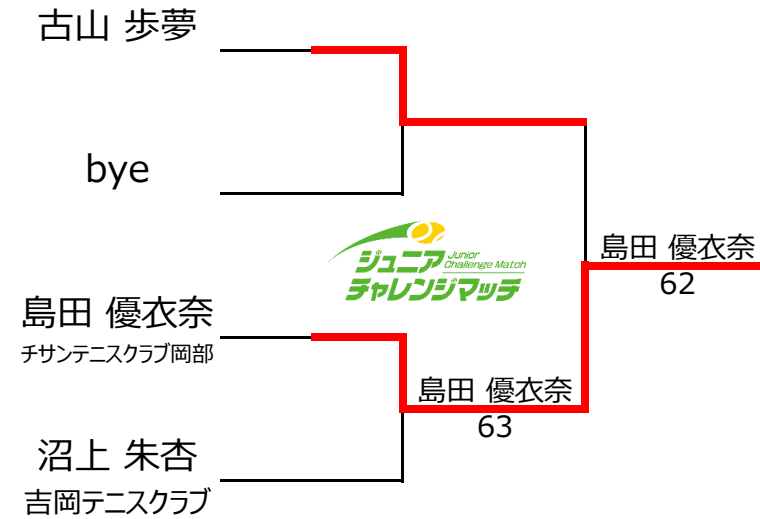 古山 歩夢
bye
ジュニア Junior Challenge Match
チャレンジマッチ
島田 優衣奈
62
島田 優衣奈
チサンテニスクラブ岡部
島田 優衣奈
63
沼上 朱杏
吉岡テニスクラブ